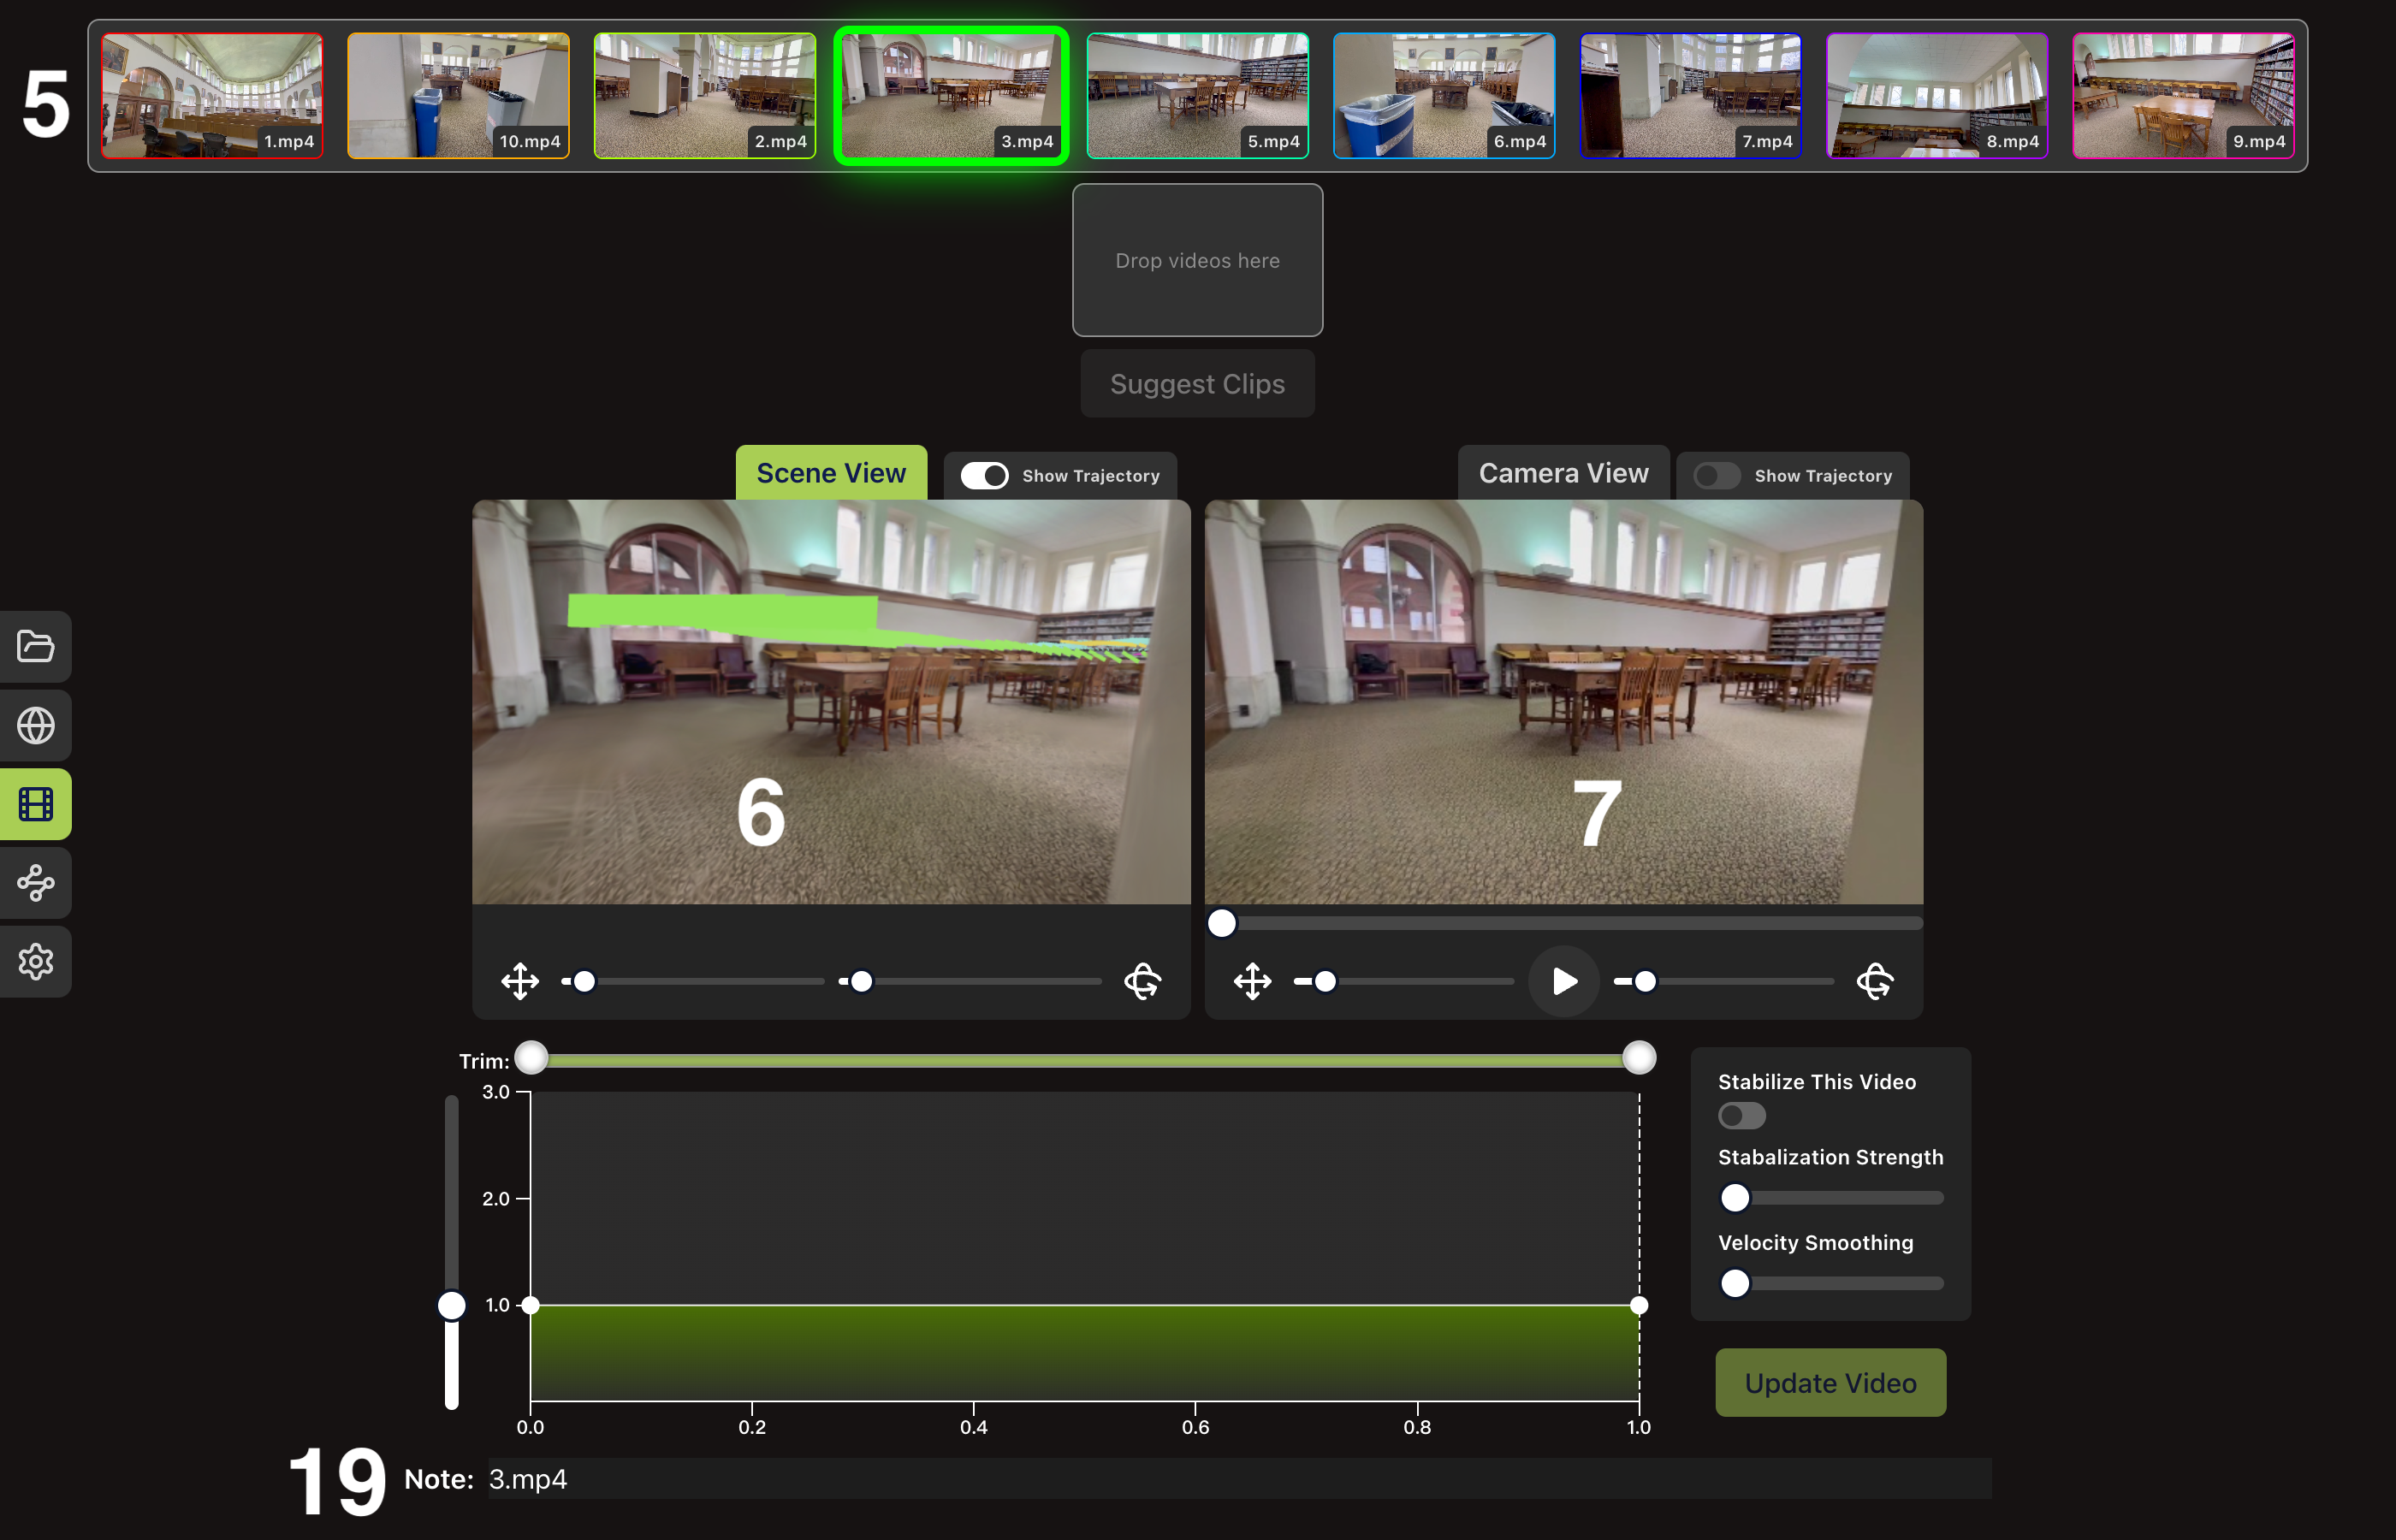 5
1.mp4
10.mp4
2.mp4
3.mp4
5.mp4
6.mp4
7.mp4
8.mp4
9.mp4
Drop videos here
Suggest Clips
Scene View
Show Trajectory
Camera View
Show Trajectory
6
7
Trim:
3.0
2.0
1.0
0.0 0.2 0.4 0.6 0.8 1.0
Stabilize This Video
Stabalization Strength
Velocity Smoothing
Update Video
19
Note: 3.mp4